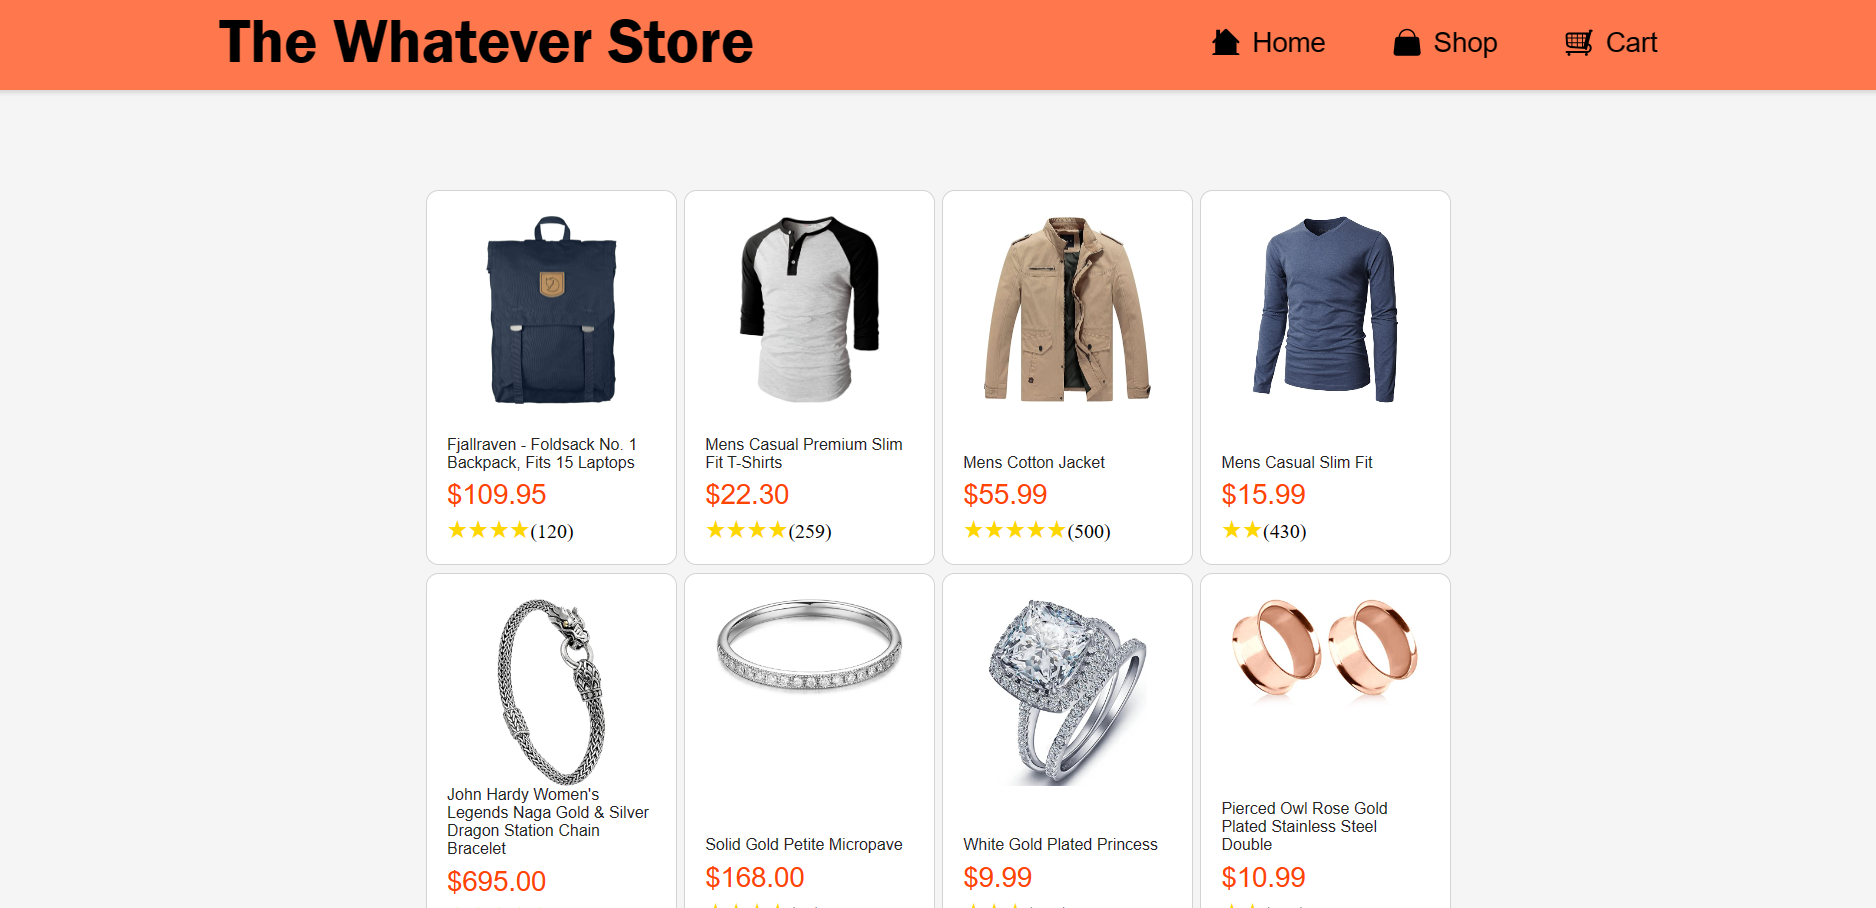 The Whatever Store
Home
Shop
Cart
Fjallraven - Foldsack No. 1
Backpack, Fits 15 Laptops
$109.95
★★★★(120)
Mens Casual Premium Slim
Fit T-Shirts
$22.30
★★★★(259)
Mens Cotton Jacket
$55.99
★★★★★(500)
Mens Casual Slim Fit
$15.99
★★(430)
John Hardy Women's
Legends Naga Gold & Silver
Dragon Station Chain
Bracelet
$695.00
Solid Gold Petite Micropave
$168.00
White Gold Plated Princess
$9.99
Pierced Owl Rose Gold
Plated Stainless Steel
Double
$10.99